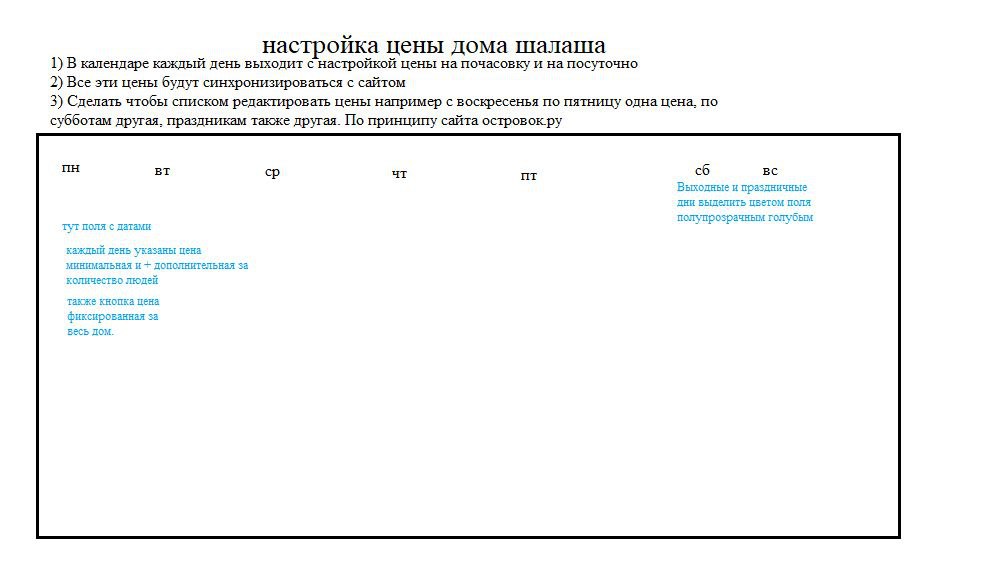 настройка цены дома шалаша
1) В календаре каждый день выходит с настройкой цены на почасовку и на посуточно
2) Все эти цены будут синхронизироваться с сайтом
3) Сделать чтобы списком редактировать цены например с воскресенья по пятницу одна цена, по
субботам другая, праздникам также другая. По принципу сайта островок.ру
пн вт ср чт пт сб вс
Выходные и праздничные
дни выделить цветом поля
полупрозрачным голубым
тут поля с датами
каждый день указаны цена
минимальная и + дополнительная за
количество людей
также кнопка цена
фиксированная за
весь дом.